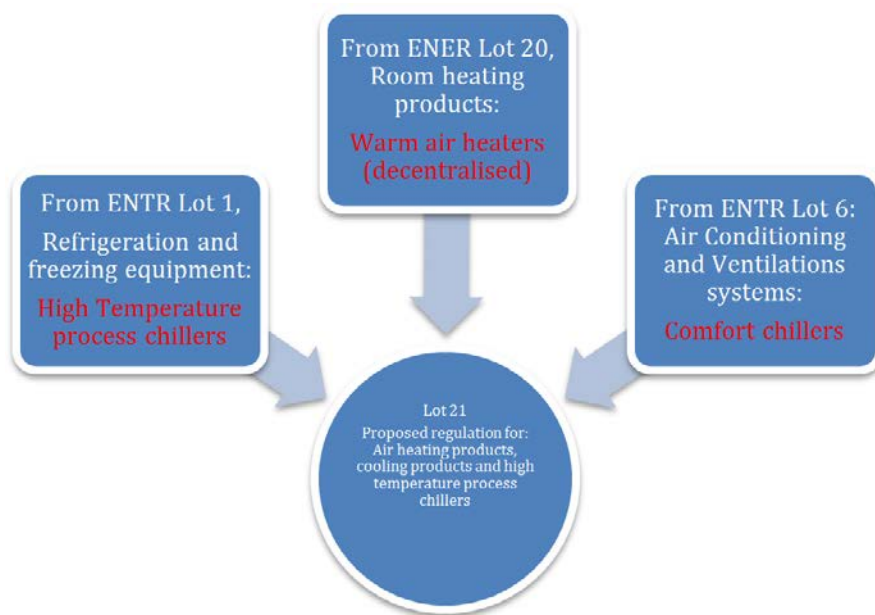 From ENER Lot 20,
Room heating
products:
Warm air heaters
(decentralised)
From ENTR Lot 1,
Refrigeration and
freezing equipment:
High Temperature
process chillers
From ENTR Lot 6:
Air Conditioning
and Ventilations
systems:
Comfort chillers
Lot 21
Proposed regulation for:
Air heating products,
cooling products and high
temperature process
chillers